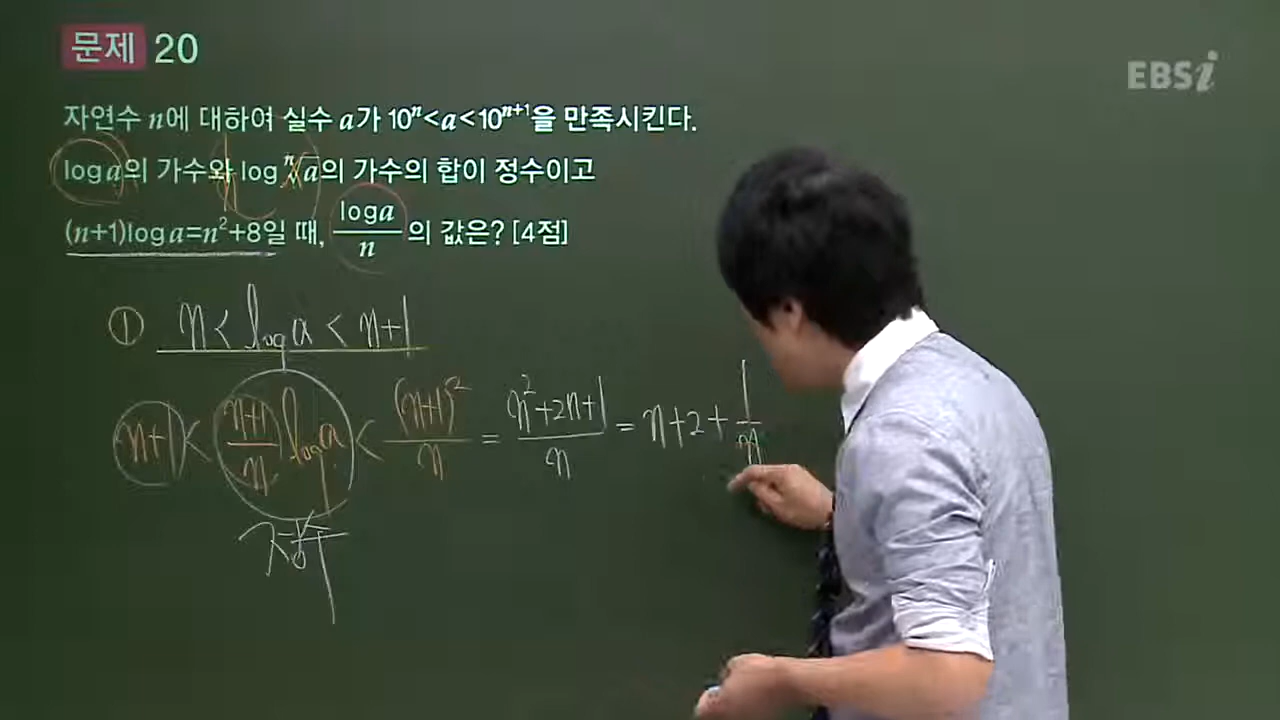 문제 20
EBSi
자연수 n에 대하여 실수 a가 10ⁿ<a<10ⁿ⁺¹을 만족시킨다.
log a의 가수와 log ⁿ√a의 가수의 합이 정수이고
(n+1)log a=n²+8일 때, log a/n 의 값은? [4점]
① n < log a < n+1
n+1 < (n+1)/n log a < (n+1)²/n = (n²+2n+1)/n = n+2+1/n
정수